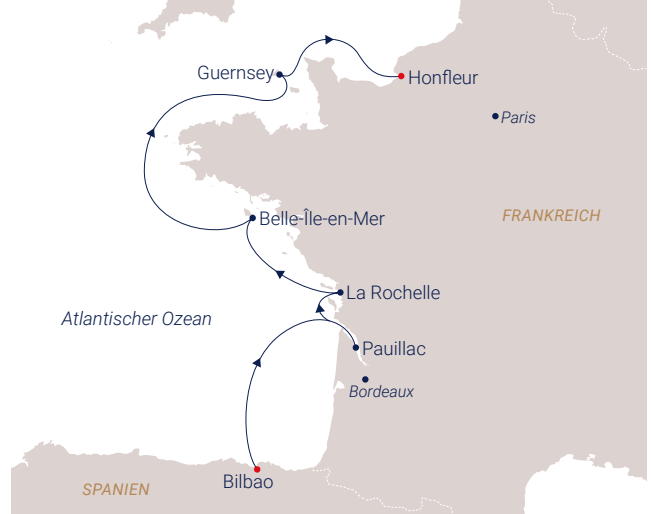 Guernsey
Honfleur
Paris
FRANKREICH
Belle-Île-en-Mer
La Rochelle
Atlantischer Ozean
Pauillac
Bordeaux
Bilbao
SPANIEN